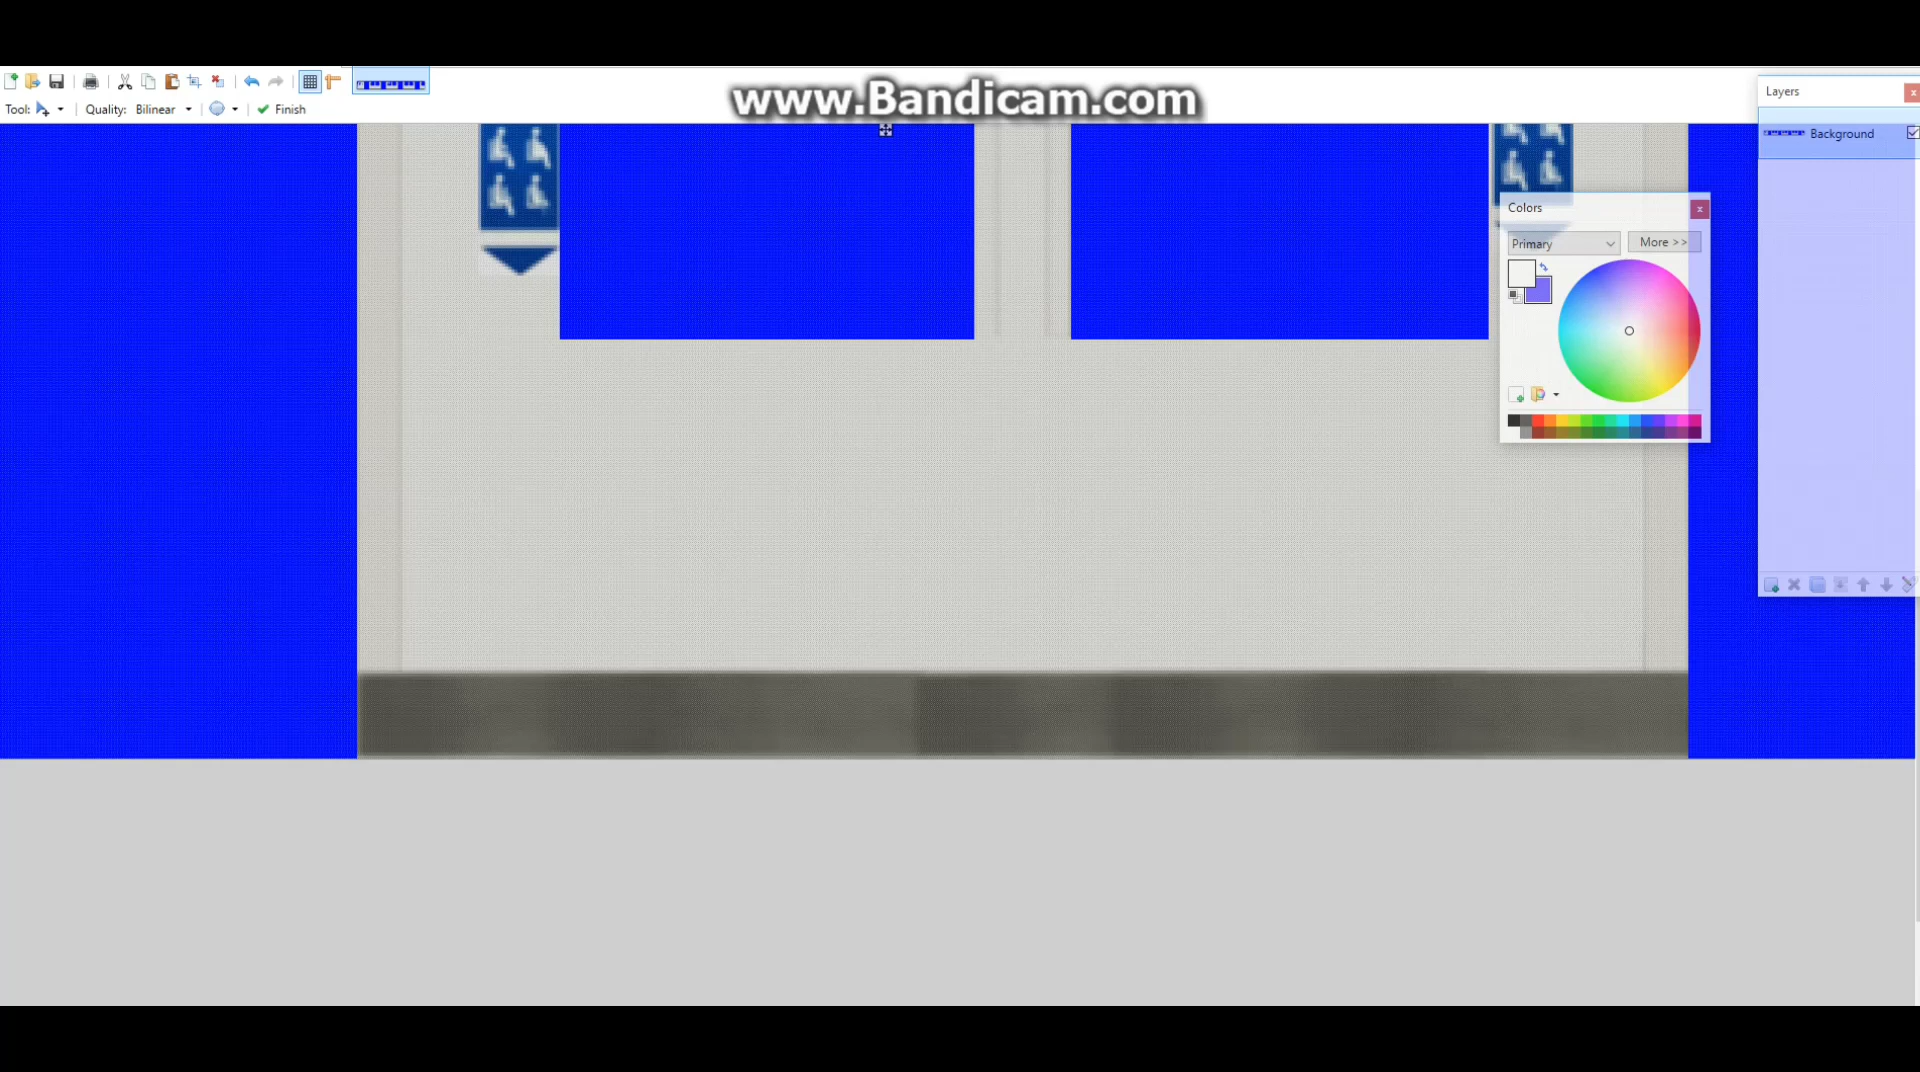 www.Bandicam.com
Tool:
Quality: Bilinear
Finish
Layers
Background
Colors
Primary
More >>